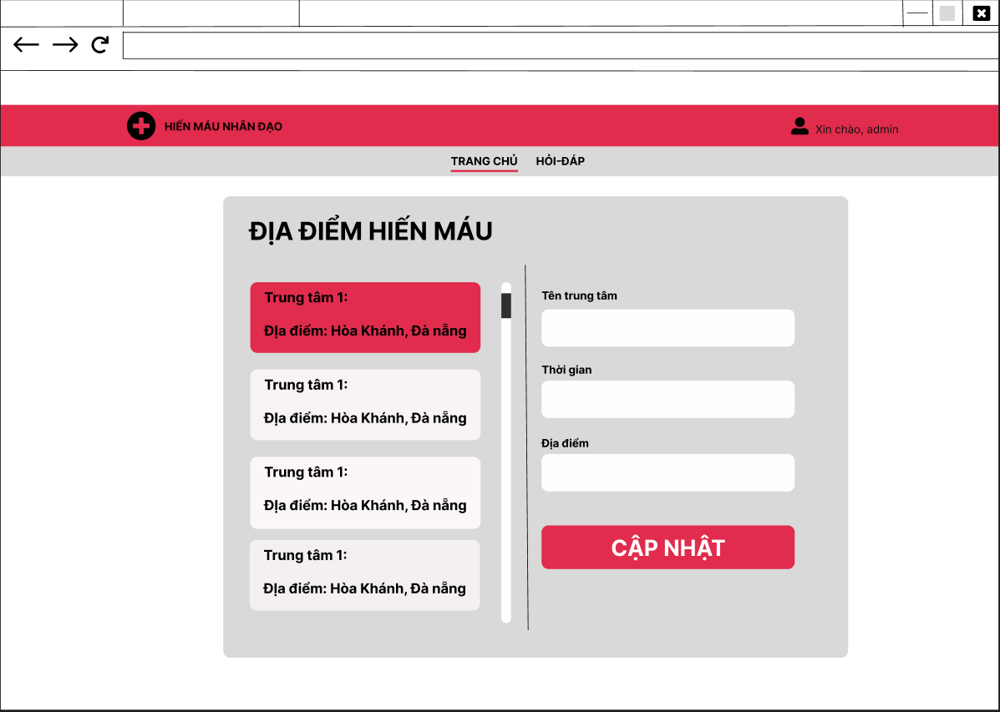 HIẾN MÁU NHÂN ĐẠO
Xin chào, admin
TRANG CHỦ HỎI-ĐÁP
ĐỊA ĐIỂM HIẾN MÁU
Trung tâm 1:
Địa điểm: Hòa Khánh, Đà nẵng
Trung tâm 1:
Địa điểm: Hòa Khánh, Đà nẵng
Trung tâm 1:
Địa điểm: Hòa Khánh, Đà nẵng
Trung tâm 1:
Địa điểm: Hòa Khánh, Đà nẵng
Tên trung tâm
Thời gian
Địa điểm
CẬP NHẬT